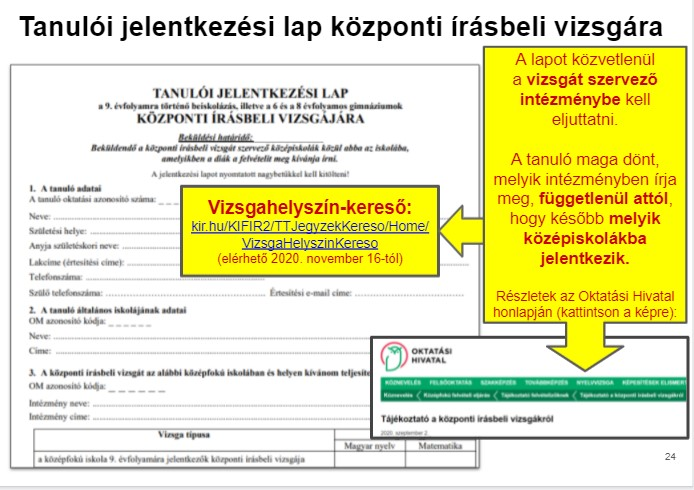 Tanulói jelentkezési lap központi írásbeli vizsgára
TANULÓI JELENTKEZÉSI LAP
a 9. évfolyamra történő beiskolázás, illetve a 6 és a 8 évfolyamos gimnáziumok
KÖZPONTI ÍRÁSBELI VIZSGÁJÁRA
Beküldési határidő:
Beküldendő a központi írásbeli vizsgát szervező középiskolák közül abba az iskolába,
amelyikben a diák a felvételit meg kívánja írni.
A jelentkezési lapot nyomtatott nagybetűkkel kell kitölteni!
1. A tanuló adatai
A tanuló oktatási azonosító száma:
Neve:
Születési helye:
Anyja születéskori neve:
Lakcíme (értesítési címe):
Telefonszáma:
Szülő telefonszáma: Értesítési e-mail címe:
2. A tanuló általános iskolájának adatai
OM azonosító kódja: _ _ _ _ _ _
Neve:
Címe:
3. A központi írásbeli vizsgát az alábbi középfokú iskolában és helyen kívánom teljesíte
OM azonosító kódja: _ _ _ _ _ _
Intézmény neve:
Intézmény címe:
Vizsga típusa
Magyar nyelv Matematika
a középfokú iskola 9. évfolyamára jelentkezők központi írásbeli vizsgája
Vizsgahelyszín-kereső:
kir.hu/KIFIR2/TTJegyzekKereso/Home/
VizsgaHelyszinKereso
(elérhető 2020. november 16-tól)
A lapot közvetlenül
a vizsgát szervező
intézménybe kell
eljuttatni.
A tanuló maga dönt,
melyik intézményben írja
meg, függetlenül attól,
hogy később melyik
középiskolákba
jelentkezik.
Részletek az Oktatási Hivatal
honlapján (kattintson a képre):
OKTATÁSI
HIVATAL
KÖZNEVELÉS FELSŐOKTATÁS SZAKKÉPZÉS TOVÁBBKÉPZÉS NYELVVIZSGA KÉPESÍTÉSEK ELISMERT
Köznevelés Középfokú felvételi eljárás Tájékoztató felvételizőknek Tájékoztató a központi írásbeli vizsgákról
Tájékoztató a központi írásbeli vizsgákról
2020. szeptember 2.
24